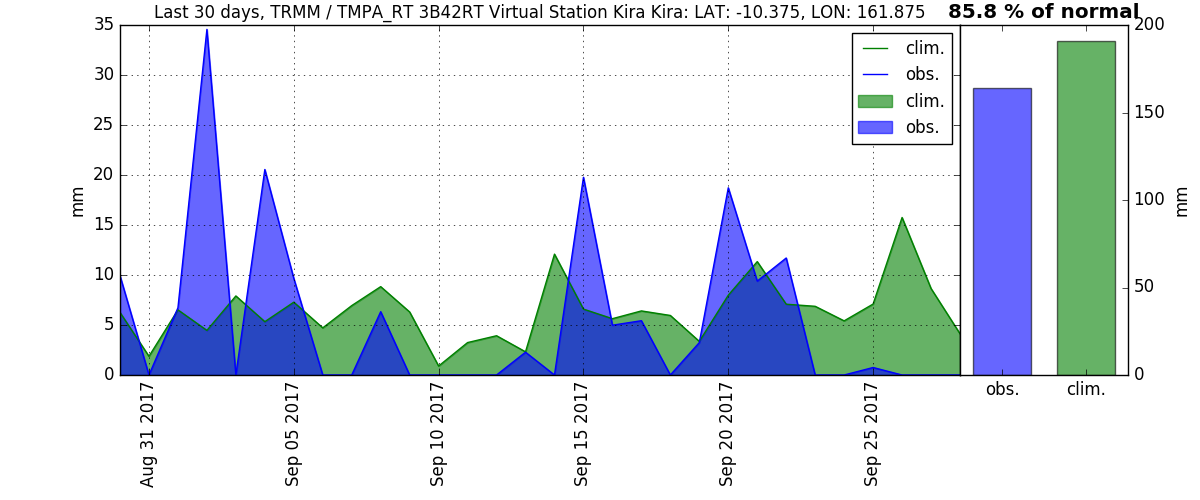 Last 30 days, TRMM / TMPA_RT 3B42RT Virtual Station Kira Kira: LAT: -10.375, LON: 161.875
85.8 % of normal
35
30
25
20
15
10
5
0
mm
clim.
obs.
clim.
obs.
200
150
100
50
0
mm
obs.
clim.
Aug 31 2017
Sep 05 2017
Sep 10 2017
Sep 15 2017
Sep 20 2017
Sep 25 2017